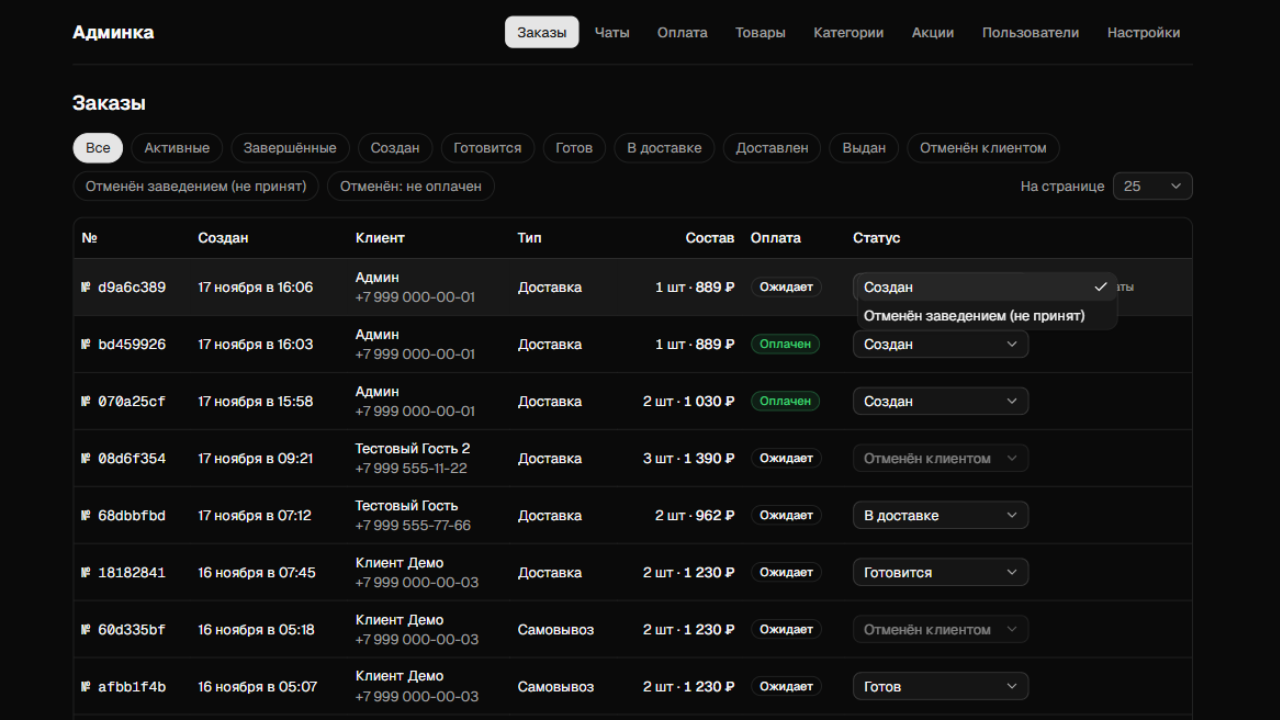 Админка
Заказы Чаты Оплата Товары Категории Акции Пользователи Настройки
Заказы
Все Активные Завершённые Создан Готовится Готов В доставке Доставлен Выдан Отменён клиентом
Отменён заведением (не принят) Отменён: не оплачен На странице 25
№ Создан Клиент Тип Состав Оплата Статус
№ d9a6c389 17 ноября в 16:06 Админ +7 999 000-00-01 Доставка 1 шт · 889 ₽ Ожидает Создан
Отменён заведением (не принят)
№ bd459926 17 ноября в 16:03 Админ +7 999 000-00-01 Доставка 1 шт · 889 ₽ Оплачен Создан
№ 070a25cf 17 ноября в 15:58 Админ +7 999 000-00-01 Доставка 2 шт · 1 030 ₽ Оплачен Создан
№ 08d6f354 17 ноября в 09:21 Тестовый Гость 2 +7 999 555-11-22 Доставка 3 шт · 1 390 ₽ Ожидает Отменён клиентом
№ 68dbbfbd 17 ноября в 07:12 Тестовый Гость +7 999 555-77-66 Доставка 2 шт · 962 ₽ Ожидает В доставке
№ 18182841 16 ноября в 07:45 Клиент Демо +7 999 000-00-03 Доставка 2 шт · 1 230 ₽ Ожидает Готовится
№ 60d335bf 16 ноября в 05:18 Клиент Демо +7 999 000-00-03 Самовывоз 2 шт · 1 230 ₽ Ожидает Отменён клиентом
№ afbb1f4b 16 ноября в 05:07 Клиент Демо +7 999 000-00-03 Самовывоз 2 шт · 1 230 ₽ Ожидает Готов